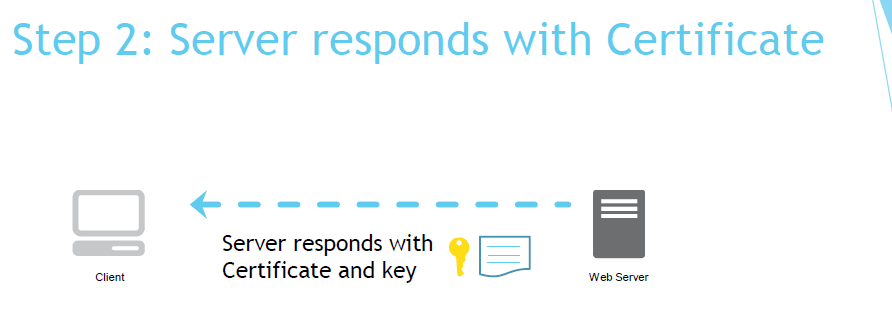 Step 2: Server responds with Certificate
Server responds with
Certificate and key
Client
Web Server